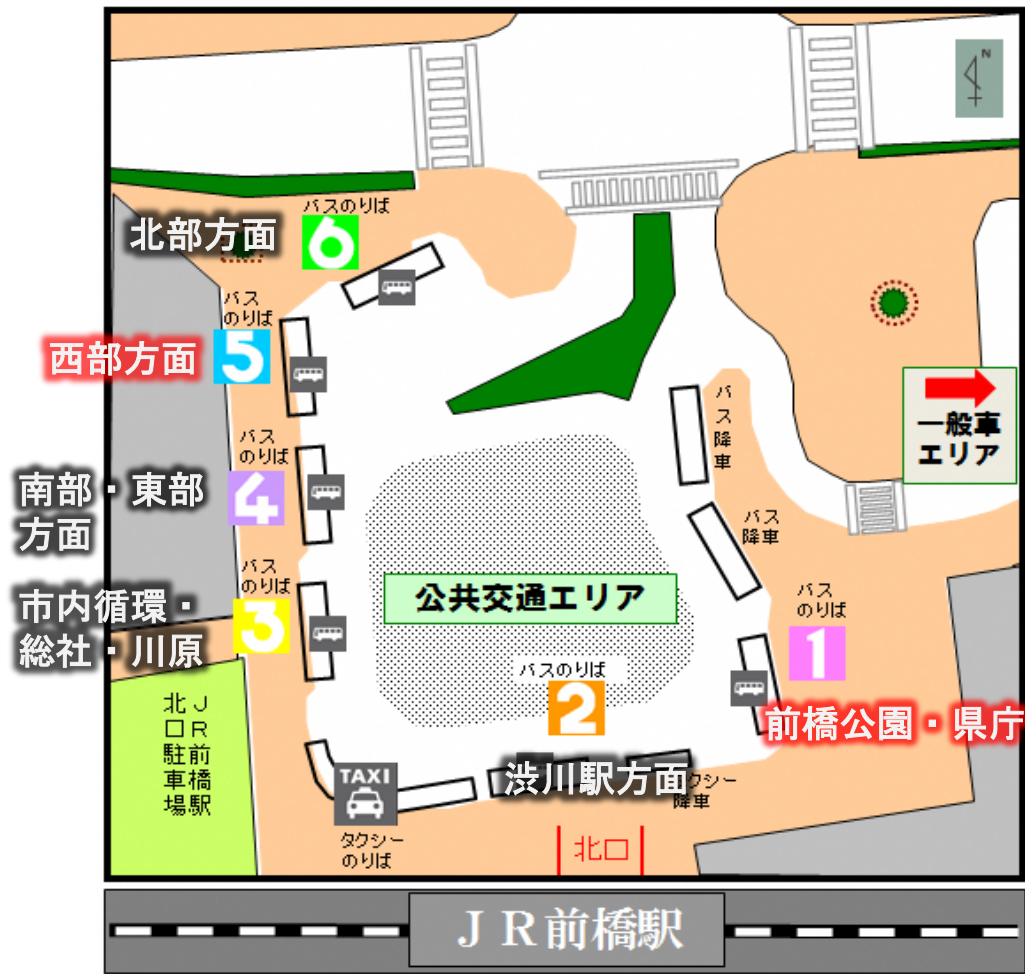 N
バスのりば
北部方面
6
バス
のりば
西部方面
5
一般車
エリア
バス降車
バス
のりば
南部・東部
方面
4
バス
降車
バス
のりば
市内循環・
総社・川原
3
公共交通エリア
バス
のりば
1
バスのりば
2
前橋公園・県庁
JR前橋駅
北口駐車場
渋川駅方面
タクシー
降車
TAXI
タクシー
のりば
北口
JR前橋駅